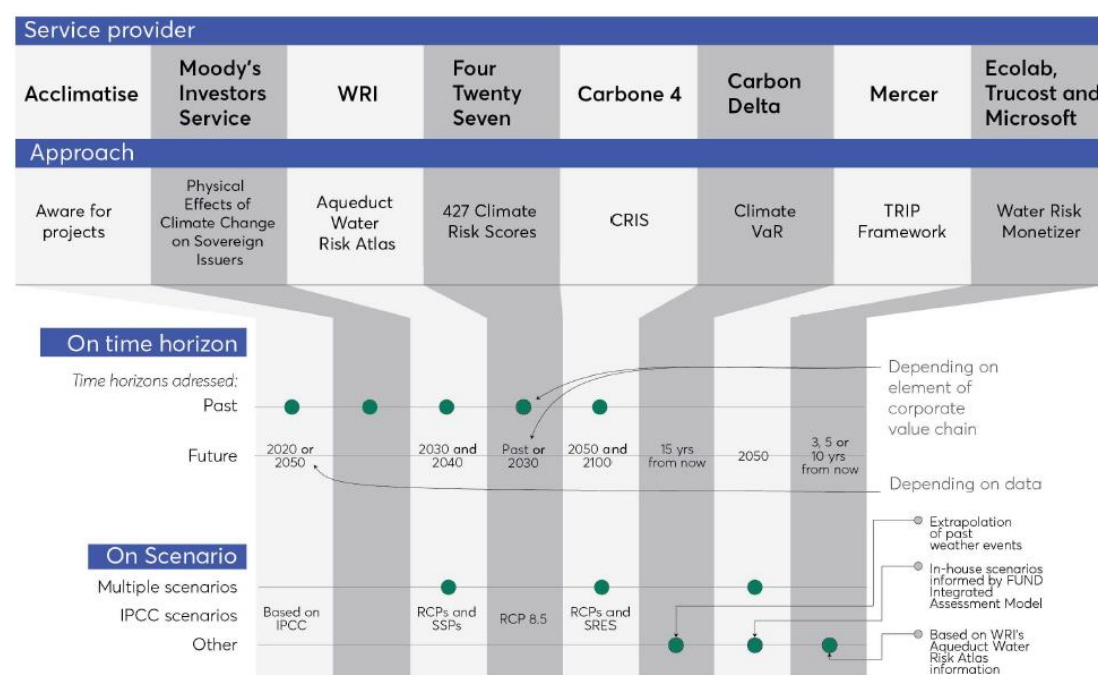 Service provider
Acclimatise
Moody's
Investors
Service
WRI
Four
Twenty
Seven
Carbone 4
Carbon
Delta
Mercer
Ecolab,
Trucost and
Microsoft
Approach
Aware for
projects
Physical
Effects of
Climate Change
on Sovereign
Issuers
Aqueduct
Water
Risk Atlas
427 Climate
Risk Scores
CRIS
Climate
VaR
TRIP
Framework
Water Risk
Monetizer
On time horizon
Time horizons adressed:
Past
Depending on
element of
corporate
value chain
Future
2020 or
2050
2030 and
2040
Past or
2030
2050 and
2100
15 yrs
from now
2050
3, 5 or
10 yrs
from now
Depending on data
On Scenario
Extrapolation
of past
weather events
Multiple scenarios
In-house scenarios
informed by FUND
Integrated
Assessment Model
IPCC scenarios
Based on
IPCC
RCPs and
SSPs
RCP 8.5
RCPs and
SRES
Other
Based on WRI's
Aqueduct Water
Risk Atlas
information